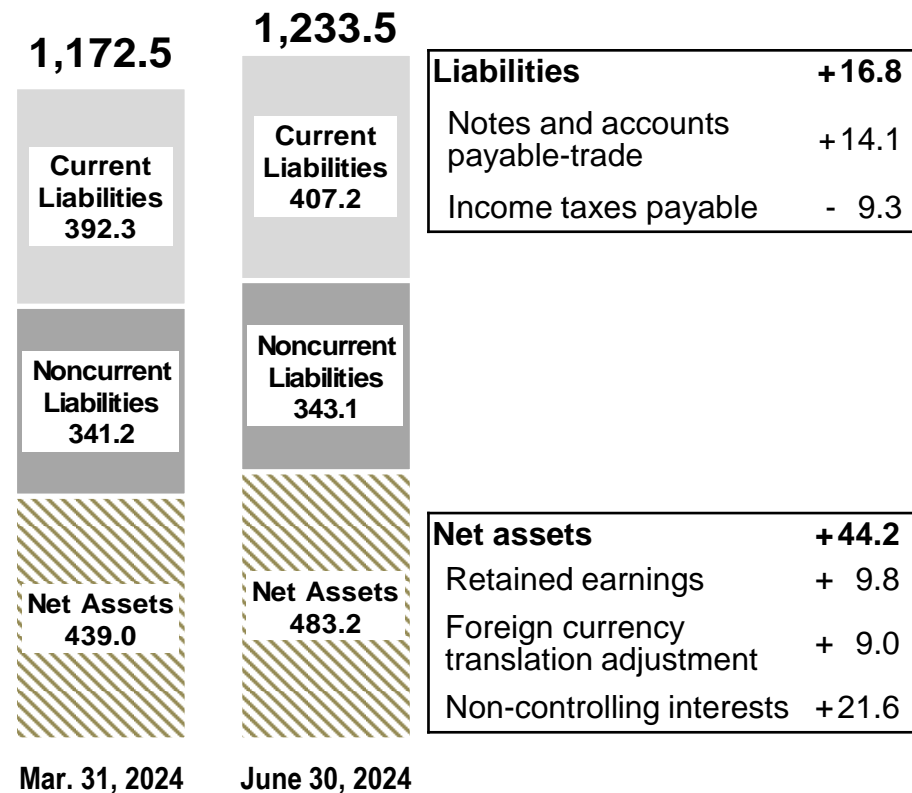 1,172.5
Current
Liabilities
392.3
Noncurrent
Liabilities
341.2
Net Assets
439.0
Mar. 31, 2024
1,233.5
Current
Liabilities
407.2
Noncurrent
Liabilities
343.1
Net Assets
483.2
June 30, 2024
Liabilities +16.8
Notes and accounts
payable-trade +14.1
Income taxes payable - 9.3
Net assets +44.2
Retained earnings + 9.8
Foreign currency
translation adjustment + 9.0
Non-controlling interests +21.6